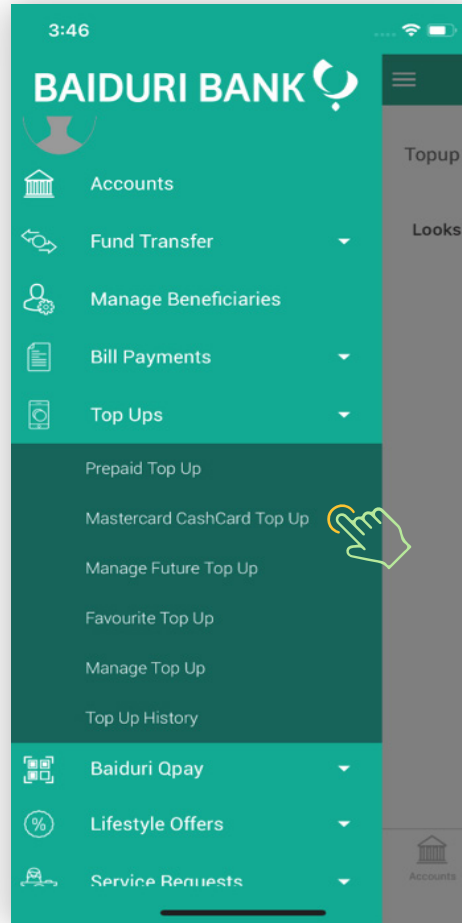 3:46
BAIDURI BANK
Topup
Looks
Accounts
Fund Transfer
Manage Beneficiaries
Bill Payments
Top Ups
Prepaid Top Up
Mastercard CashCard Top Up
Manage Future Top Up
Favourite Top Up
Manage Top Up
Top Up History
Baiduri Qpay
Lifestyle Offers
Service Requests
Accounts